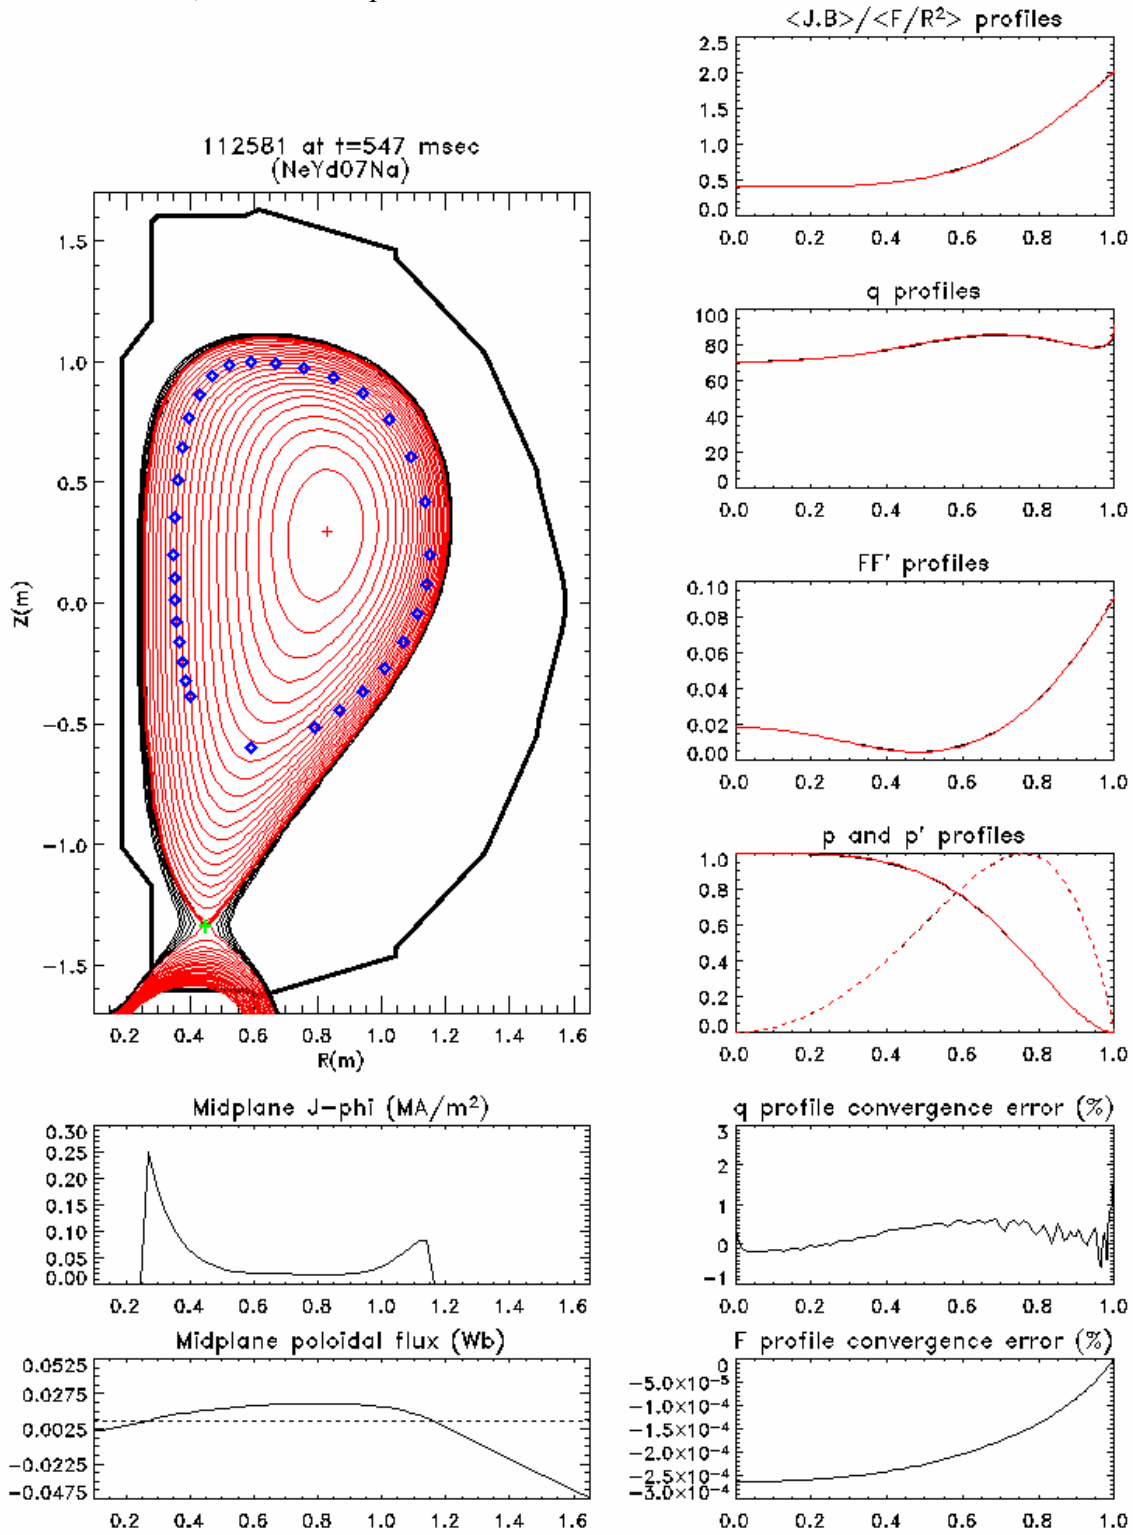 <J.B>/<F/R²> profiles
2.5
2.0
1.5
1.0
0.5
0.0
0.0 0.2 0.4 0.6 0.8 1.0
112581 at t=547 msec
(NeYd07Na)
1.5
1.0
0.5
0.0
−0.5
−1.0
−1.5
Z(m)
0.2 0.4 0.6 0.8 1.0 1.2 1.4 1.6
R(m)
q profiles
100
80
60
40
20
0
0.0 0.2 0.4 0.6 0.8 1.0
FF' profiles
0.10
0.08
0.06
0.04
0.02
0.00
0.0 0.2 0.4 0.6 0.8 1.0
p and p' profiles
1.0
0.8
0.6
0.4
0.2
0.0
0.0 0.2 0.4 0.6 0.8 1.0
Midplane J−phi (MA/m²)
0.30
0.25
0.20
0.15
0.10
0.05
0.00
0.2 0.4 0.6 0.8 1.0 1.2 1.4 1.6
q profile convergence error (%)
3
2
1
0
−1
0.0 0.2 0.4 0.6 0.8 1.0
Midplane poloidal flux (Wb)
0.0525
0.0275
0.0025
−0.0225
−0.0475
0.2 0.4 0.6 0.8 1.0 1.2 1.4 1.6
F profile convergence error (%)
0
−5.0×10⁻⁵
−1.0×10⁻⁴
−1.5×10⁻⁴
−2.0×10⁻⁴
−2.5×10⁻⁴
−3.0×10⁻⁴
0.0 0.2 0.4 0.6 0.8 1.0